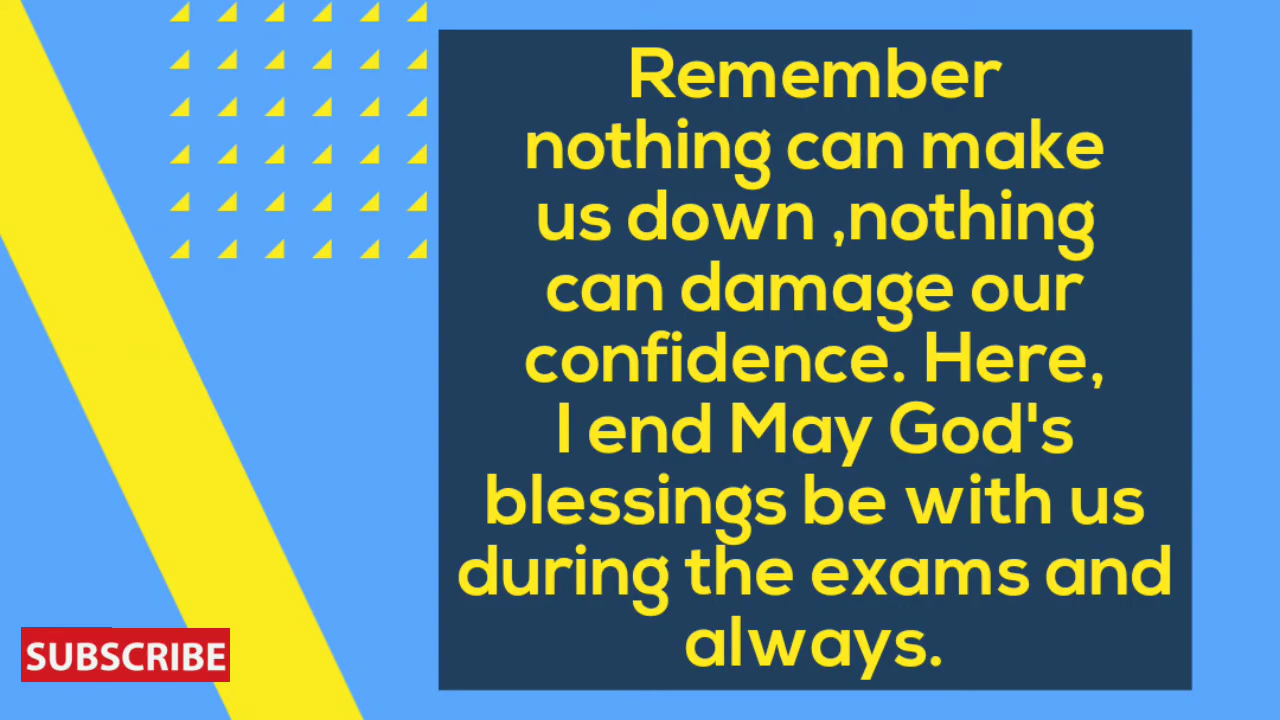 Remember
nothing can make
us down ,nothing
can damage our
confidence. Here,
I end May God's
blessings be with us
during the exams and
always.
SUBSCRIBE